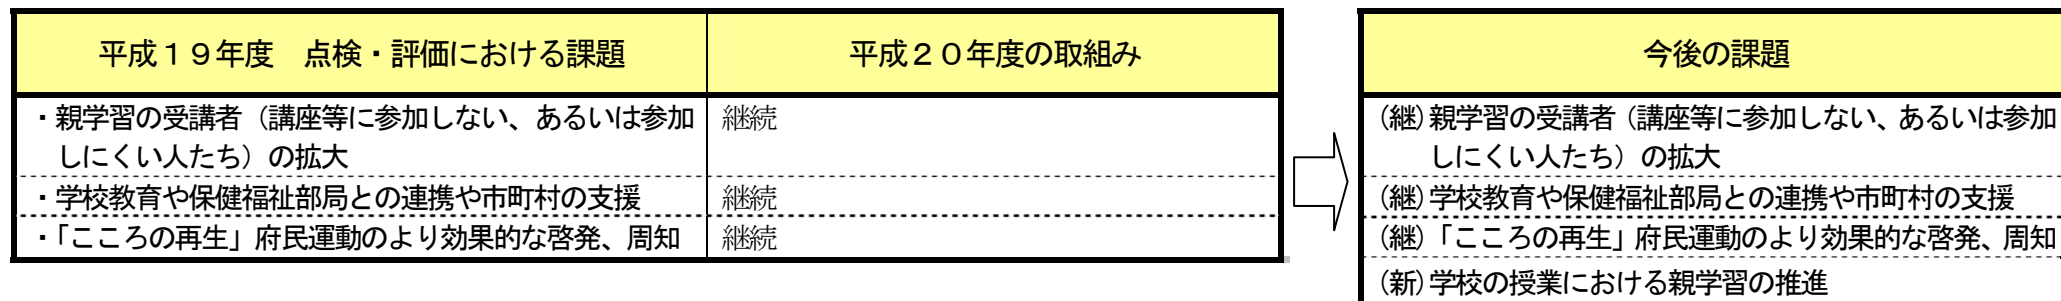 平成１９年度　点検・評価における課題
平成２０年度の取組み
・親学習の受講者（講座等に参加しない、あるいは参加
しにくい人たち）の拡大
継続
・学校教育や保健福祉部局との連携や市町村の支援
継続
・「こころの再生」府民運動のより効果的な啓発、周知
継続
今後の課題
(継) 親学習の受講者（講座等に参加しない、あるいは参加
しにくい人たち）の拡大
(継) 学校教育や保健福祉部局との連携や市町村の支援
(継) 「こころの再生」府民運動のより効果的な啓発、周知
(新) 学校の授業における親学習の推進